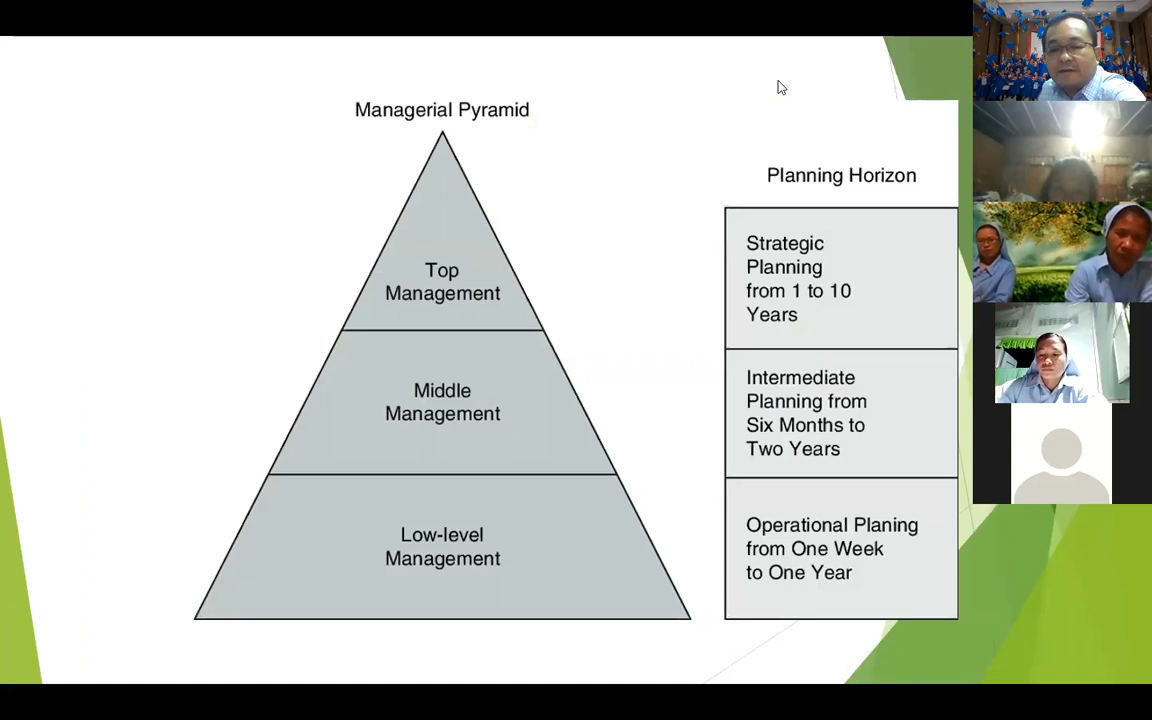 Managerial Pyramid
Top
Management
Middle
Management
Low-level
Management
Planning Horizon
Strategic
Planning
from 1 to 10
Years
Intermediate
Planning from
Six Months to
Two Years
Operational Planing
from One Week
to One Year